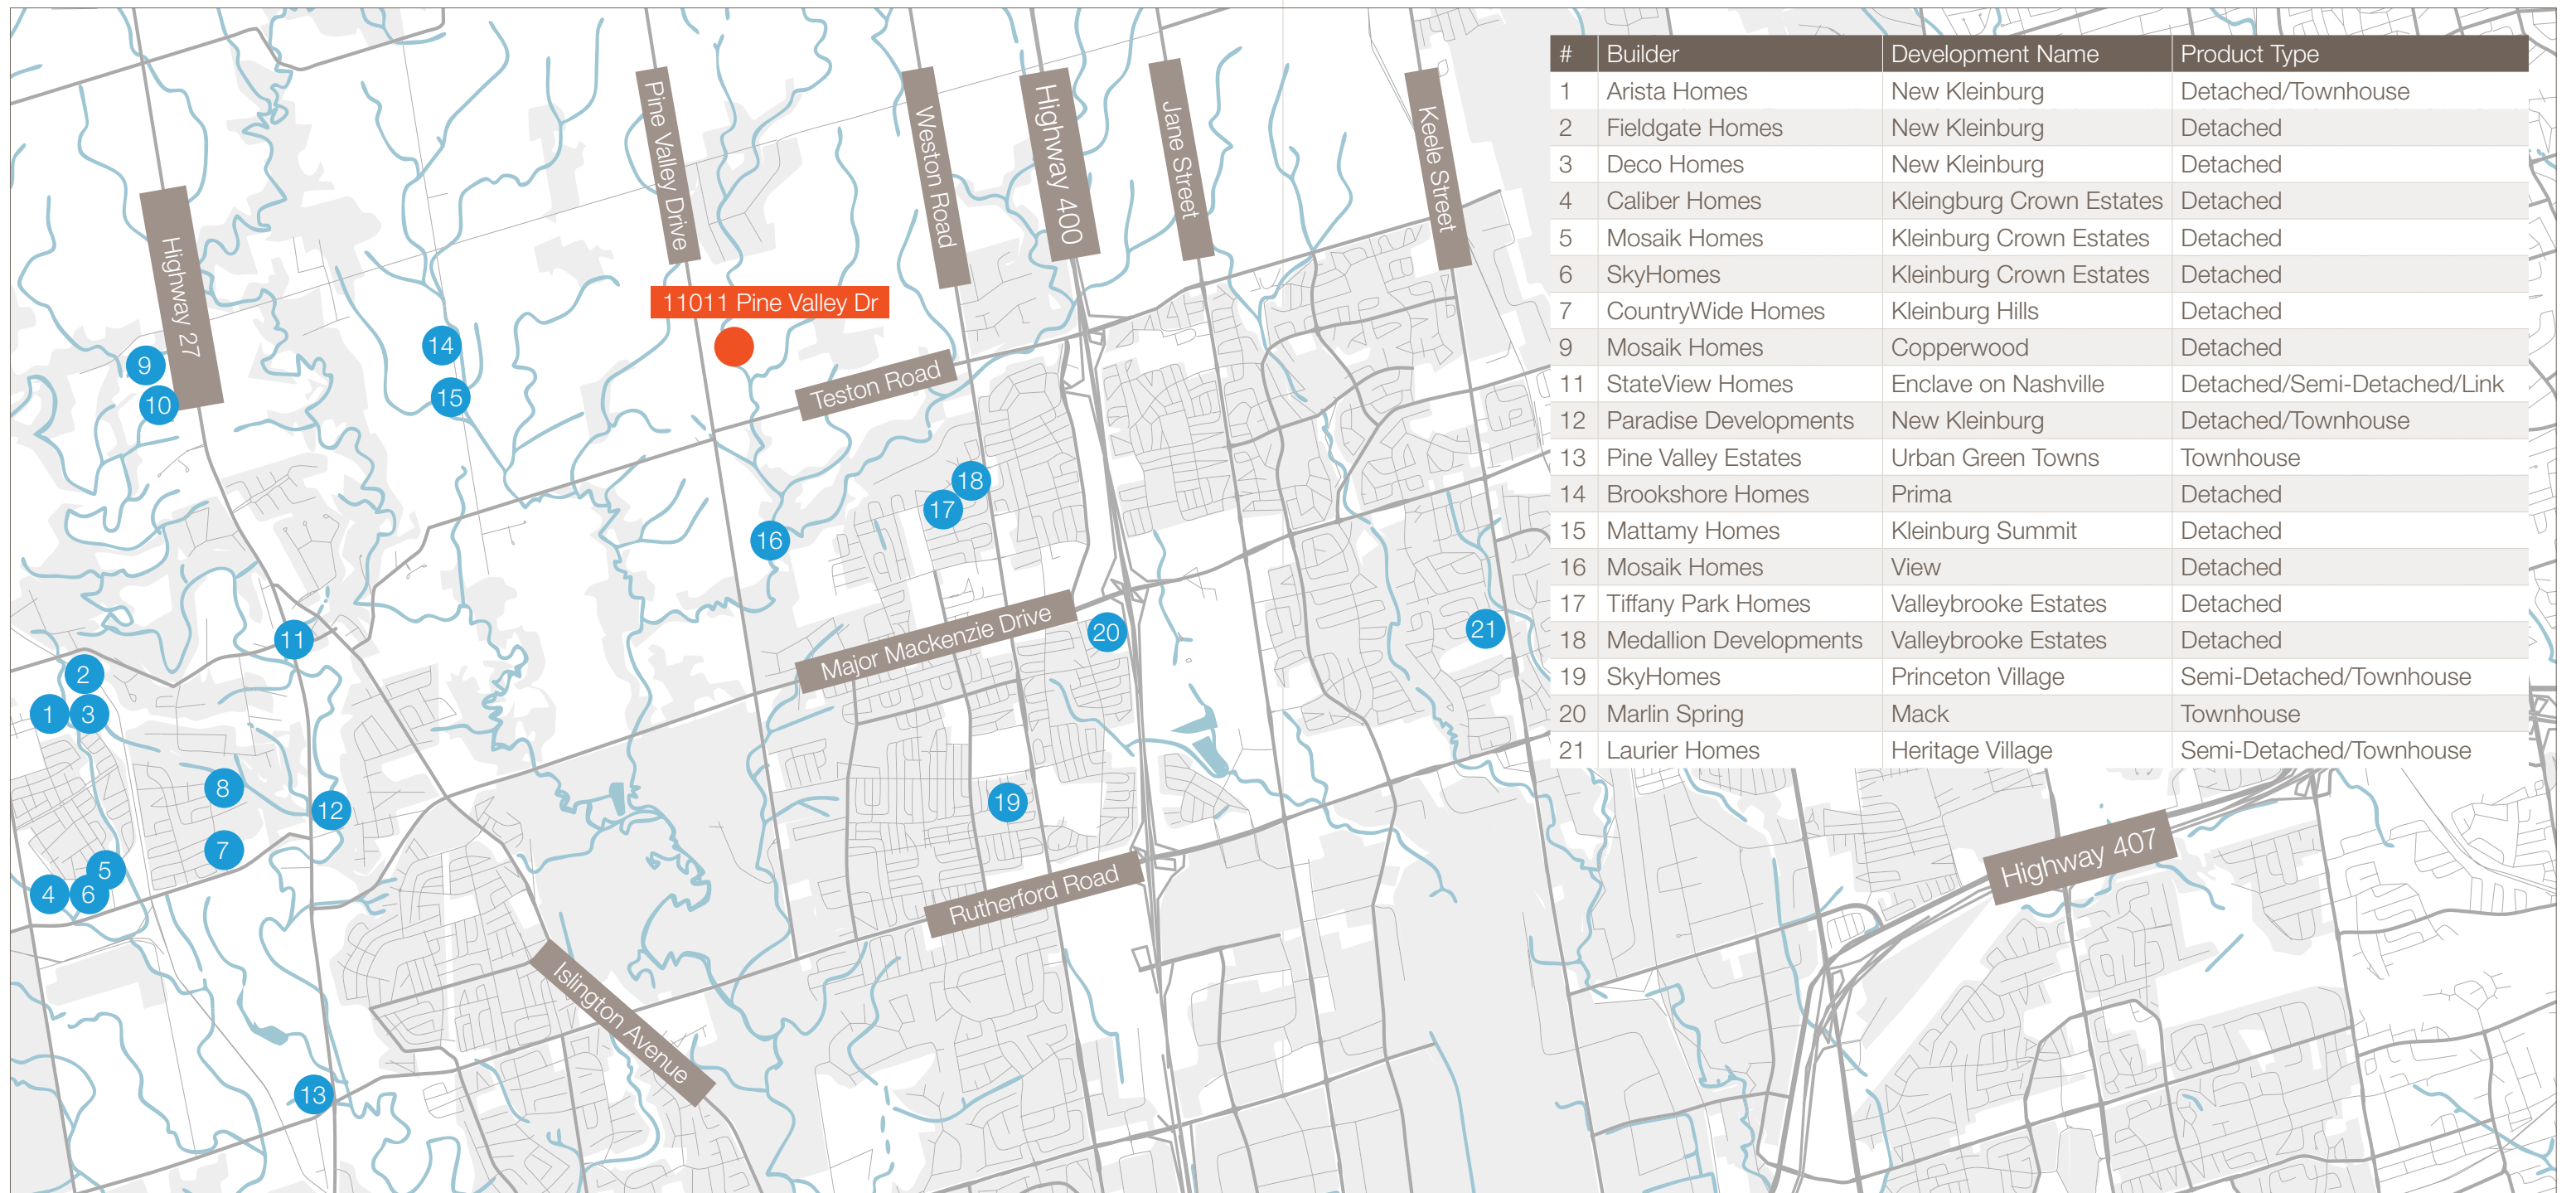 Pine Valley Drive
Weston Road
Highway 400
Jane Street
Keele Street
Highway 27
11011 Pine Valley Dr
Teston Road
Major Mackenzie Drive
Rutherford Road
Islington Avenue
Highway 407
9
10
14
15
18
17
16
11
2
1
3
20
21
8
12
19
7
5
4
6
13
# Builder Development Name Product Type
1 Arista Homes New Kleinburg Detached/Townhouse
2 Fieldgate Homes New Kleinburg Detached
3 Deco Homes New Kleinburg Detached
4 Caliber Homes Kleingburg Crown Estates Detached
5 Mosaik Homes Kleinburg Crown Estates Detached
6 SkyHomes Kleinburg Crown Estates Detached
7 CountryWide Homes Kleinburg Hills Detached
9 Mosaik Homes Copperwood Detached
11 StateView Homes Enclave on Nashville Detached/Semi-Detached/Link
12 Paradise Developments New Kleinburg Detached/Townhouse
13 Pine Valley Estates Urban Green Towns Townhouse
14 Brookshore Homes Prima Detached
15 Mattamy Homes Kleinburg Summit Detached
16 Mosaik Homes View Detached
17 Tiffany Park Homes Valleybrooke Estates Detached
18 Medallion Developments Valleybrooke Estates Detached
19 SkyHomes Princeton Village Semi-Detached/Townhouse
20 Marlin Spring Mack Townhouse
21 Laurier Homes Heritage Village Semi-Detached/Townhouse